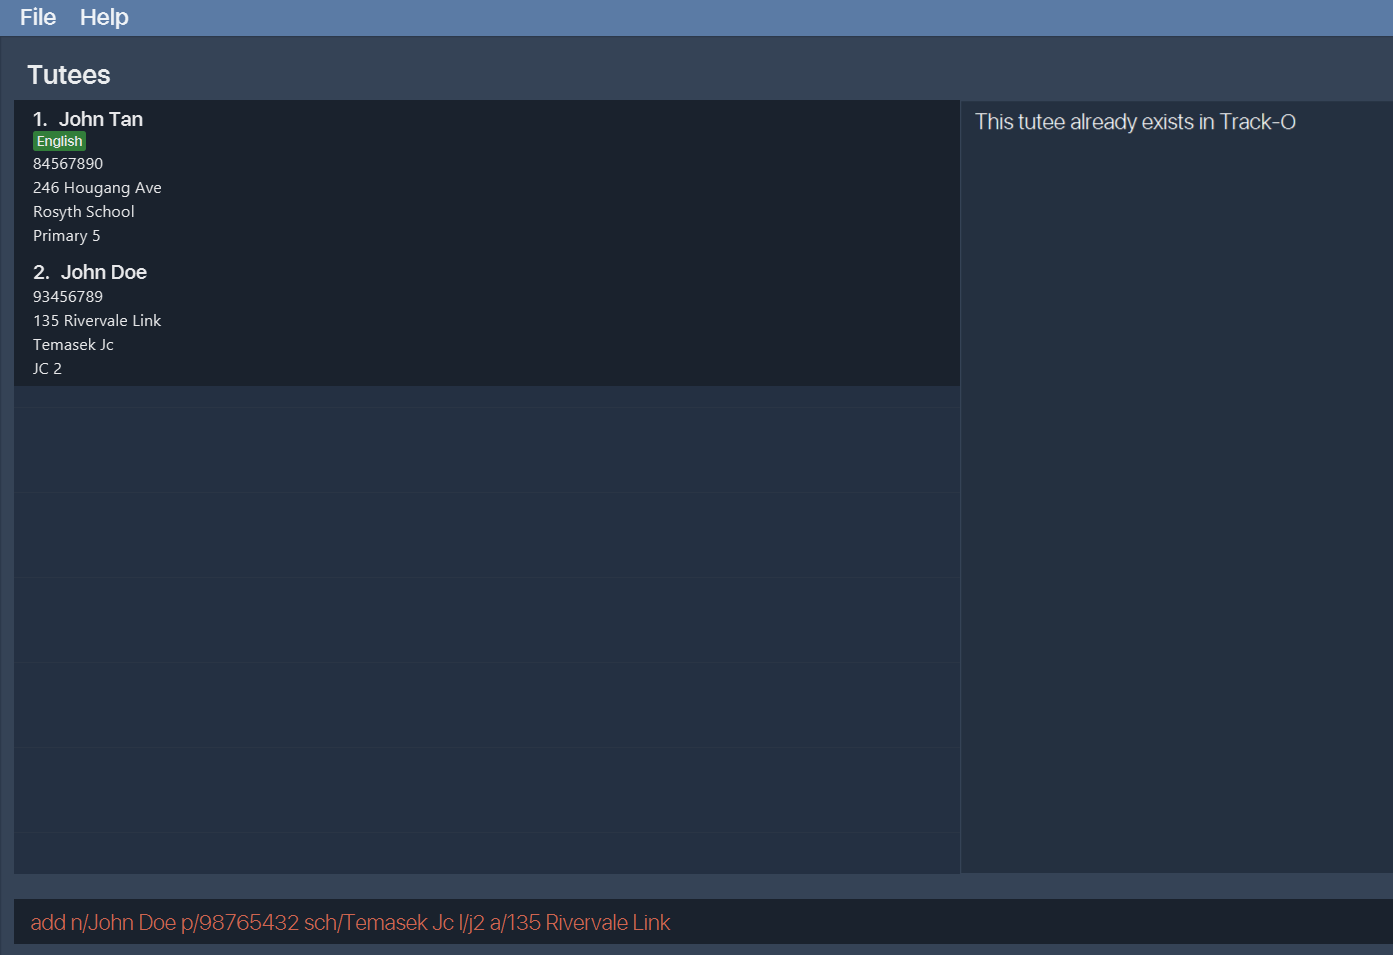 File Help
Tutees
1. John Tan
English
84567890
246 Hougang Ave
Rosyth School
Primary 5
2. John Doe
93456789
135 Rivervale Link
Temasek Jc
JC 2
This tutee already exists in Track-O
add n/John Doe p/98765432 sch/Temasek Jc l/j2 a/135 Rivervale Link